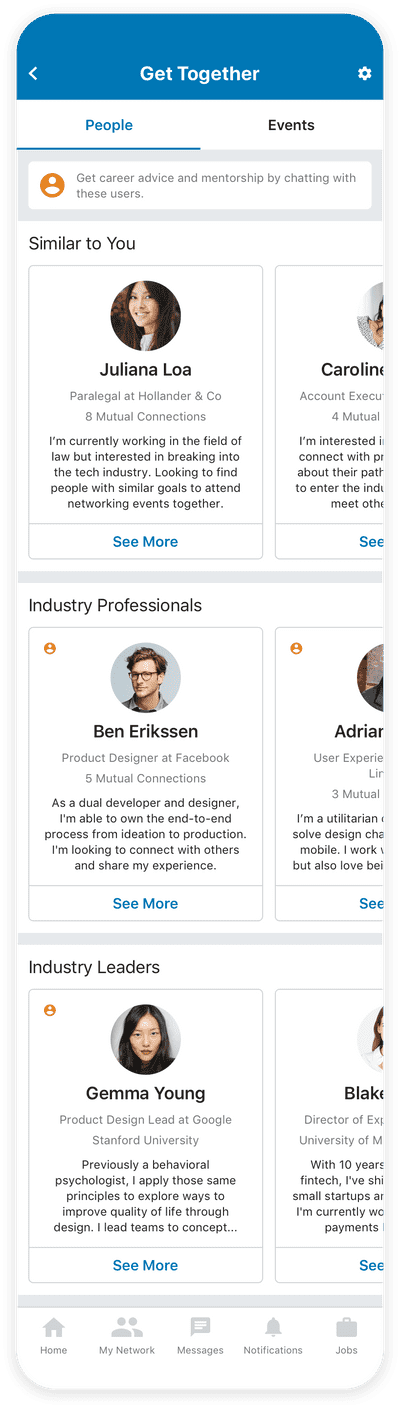 Get Together
People
Events
Get career advice and mentorship by chatting with
these users.
Similar to You
Juliana Loa
Paralegal at Hollander & Co
8 Mutual Connections
I'm currently working in the field of
law but interested in breaking into
the tech industry. Looking to find
people with similar goals to attend
networking events together.
See More
Caroline
Account Execu
4 Mutual
I'm interested i
connect with pr
about their path
to enter the indu
meet othe
See
Industry Professionals
Ben Erikssen
Product Designer at Facebook
5 Mutual Connections
As a dual developer and designer,
I'm able to own the end-to-end
process from ideation to production.
I'm looking to connect with others
and share my experience.
See More
Adrian
User Experie
Lin
3 Mutual
I'm a utilitarian
solve design cha
mobile. I work
but also love bei
See
Industry Leaders
Gemma Young
Product Design Lead at Google
Stanford University
Previously a behavioral
psychologist, I apply those same
principles to explore ways to
improve quality of life through
design. I lead teams to concept...
See More
Blake
Director of Exp
University of M
With 10 years
fintech, I've shi
small startups a
I'm currently wo
payments
See
Home
My Network
Messages
Notifications
Jobs